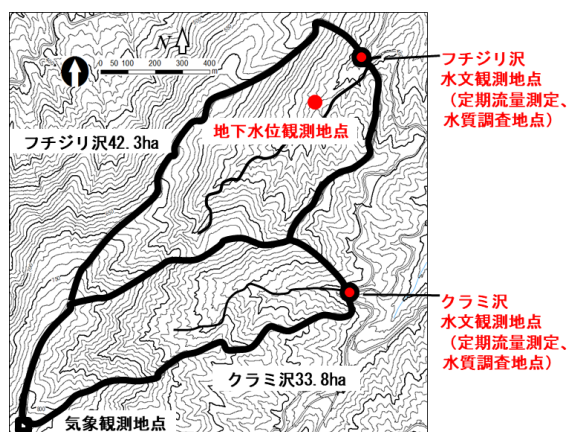 N
0 50 100 200 300 400
m
フチジリ沢
水文観測地点
（定期流量測定、
水質調査地点）
地下水位観測地点
フチジリ沢42.3ha
クラミ沢
水文観測地点
（定期流量測定、
水質調査地点）
クラミ沢33.8ha
気象観測地点